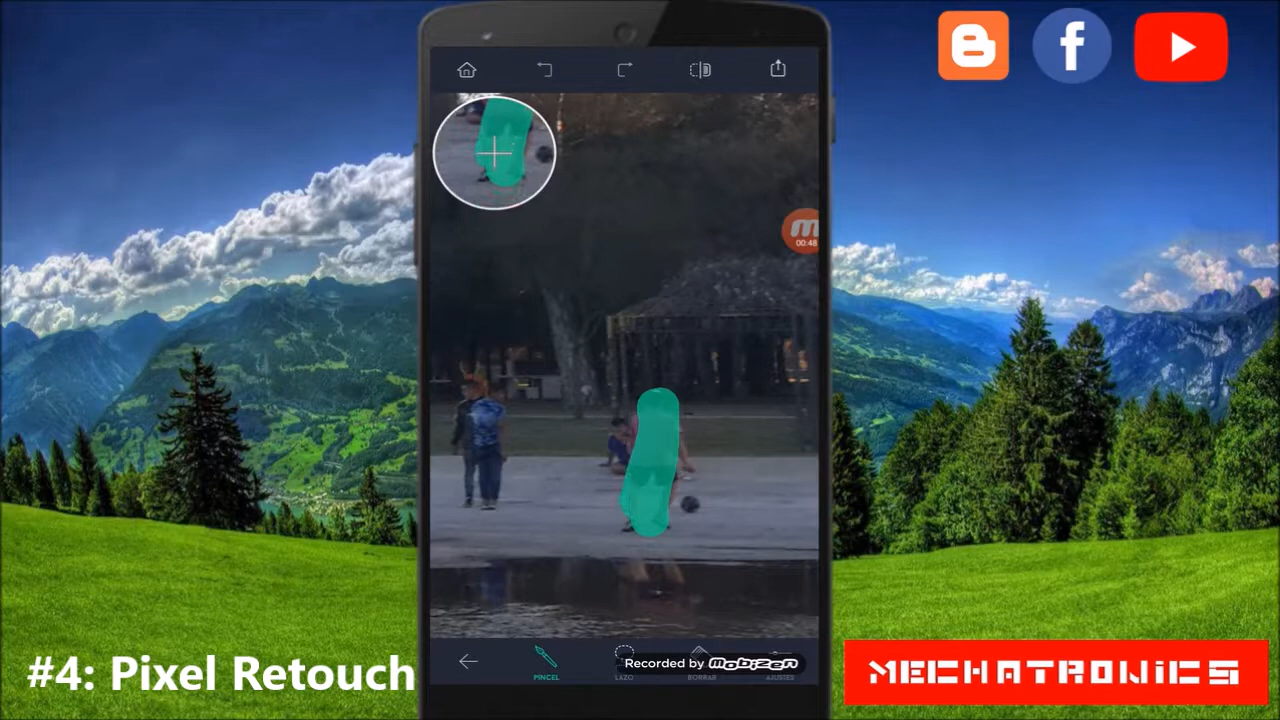 00:48
PINCEL
LAZO
BORRAR
AJUSTES
Recorded by mobizen
#4: Pixel Retouch
MECHATRONICS